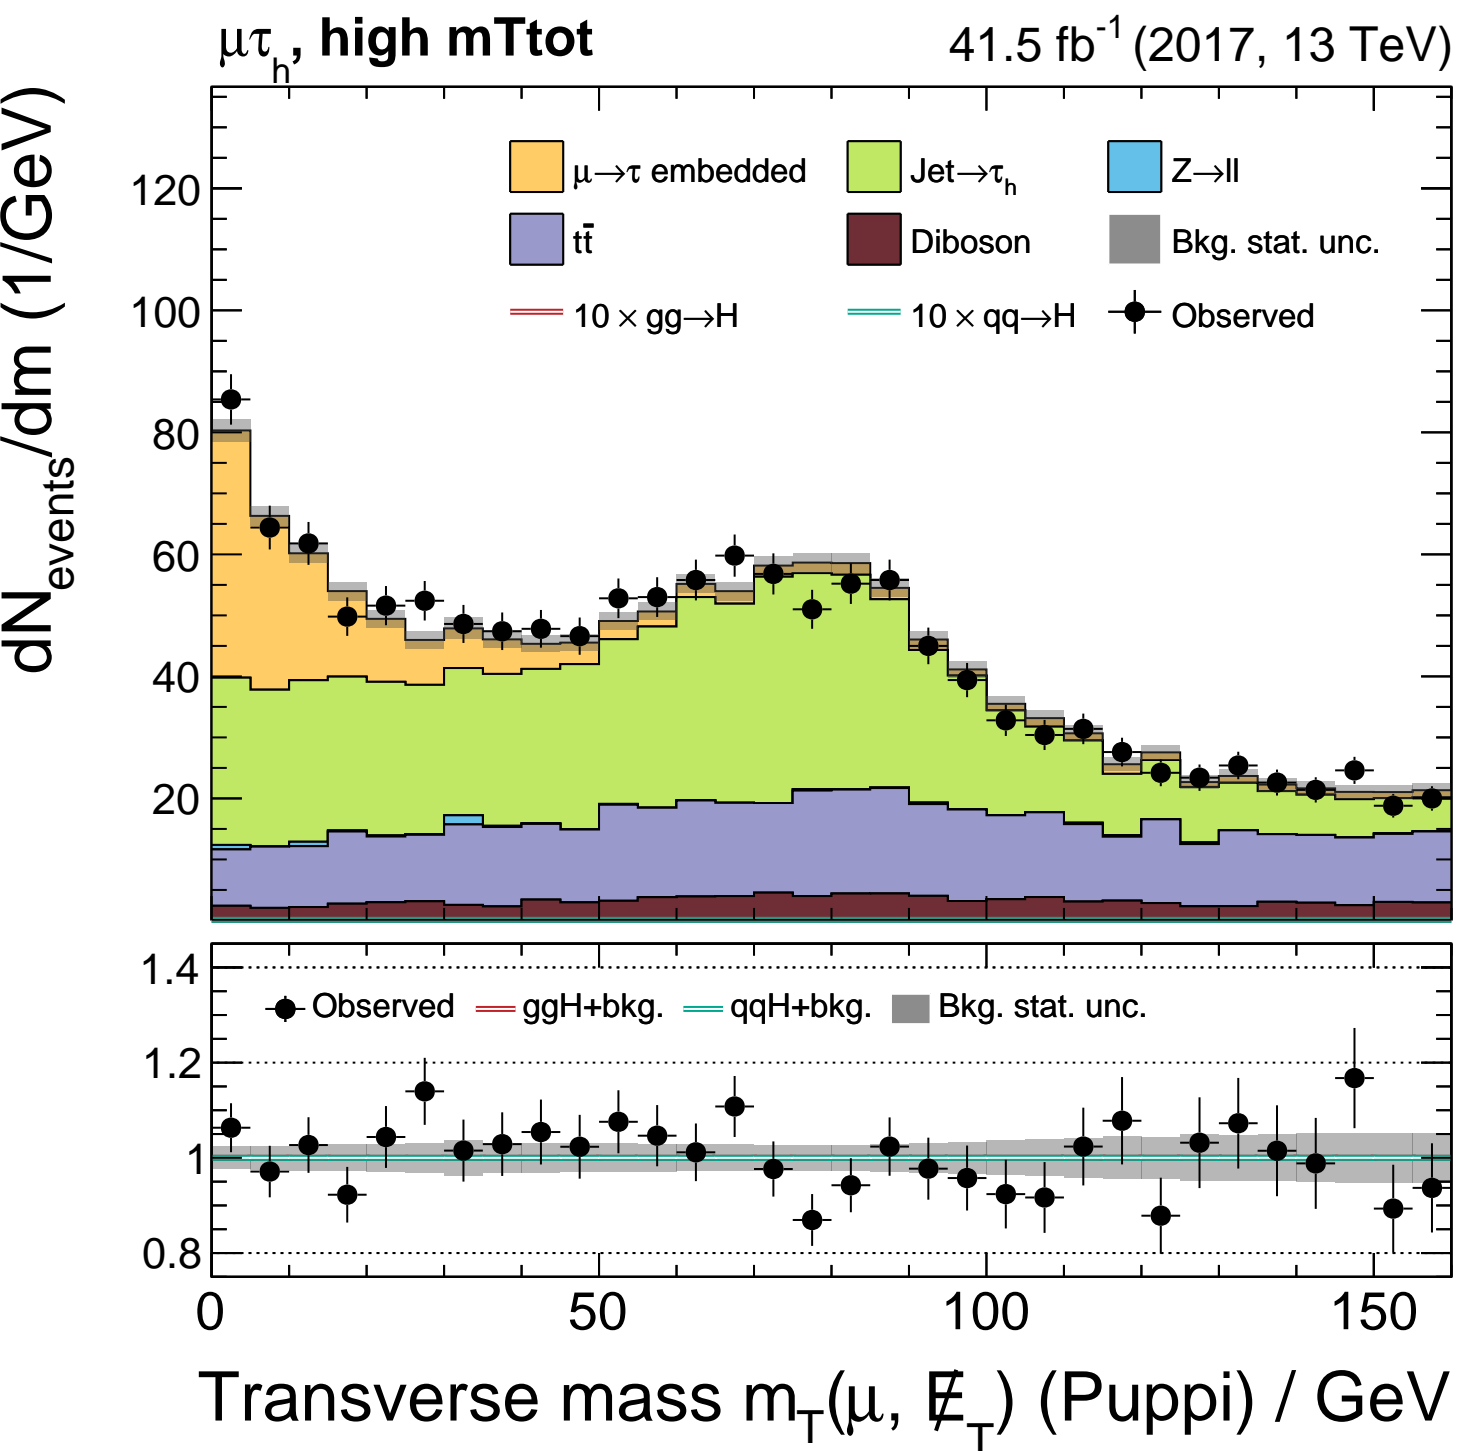 μτh, high mTtot
41.5 fb-1 (2017, 13 TeV)
dNevents/dm (1/GeV)
μ→τ embedded
Jet→τh
Z→ll
tt̄
Diboson
Bkg. stat. unc.
10 × gg→H
10 × qq→H
Observed
120
100
80
60
40
20
1.4
Observed
ggH+bkg.
qqH+bkg.
Bkg. stat. unc.
1.2
1
0.8
0
50
100
150
Transverse mass mT(μ, E̸T) (Puppi) / GeV